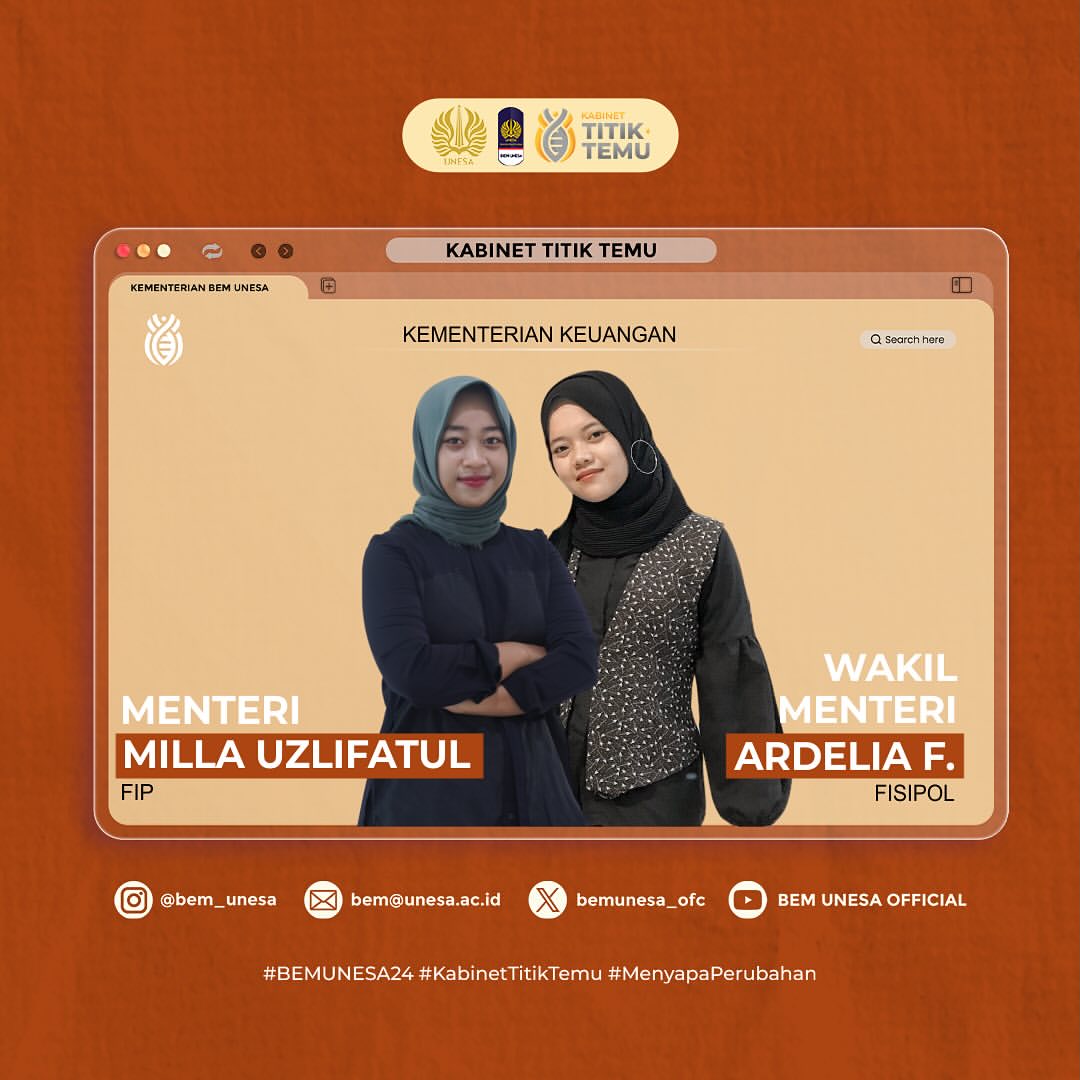 UNESA
BEM UNESA
KABINET
TITIK
TEMU
KABINET TITIK TEMU
KEMENTERIAN BEM UNESA
KEMENTERIAN KEUANGAN
Search here
WAKIL
MENTERI
ARDELIA F.
FISIPOL
MENTERI
MILLA UZLIFATUL
FIP
@bem_unesa
bem@unesa.ac.id
bemunesa_ofc
BEM UNESA OFFICIAL
#BEMUNESA24 #KabinetTitikTemu #MenyapaPerubahan